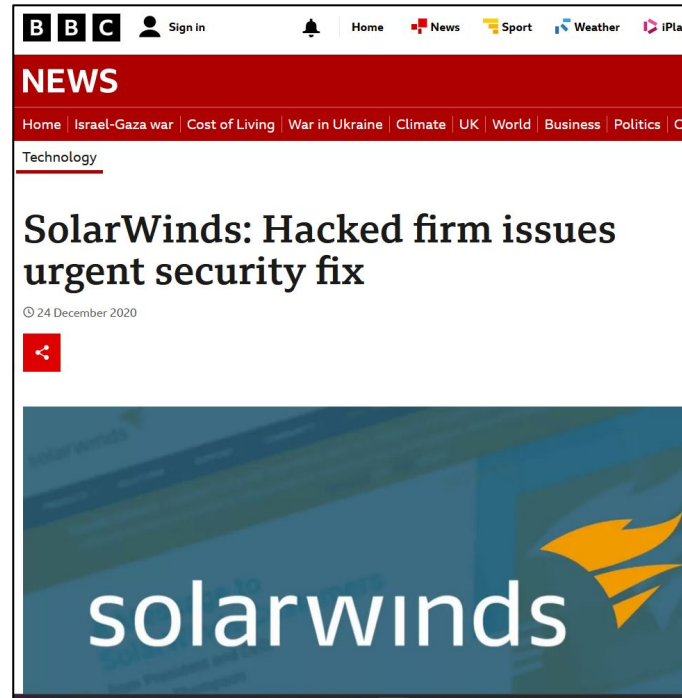 BBC Sign in Home News Sport Weather iPla
NEWS
Home Israel-Gaza war Cost of Living War in Ukraine Climate UK World Business Politics C
Technology
SolarWinds: Hacked firm issues
urgent security fix
24 December 2020
solarwinds
solarwinds